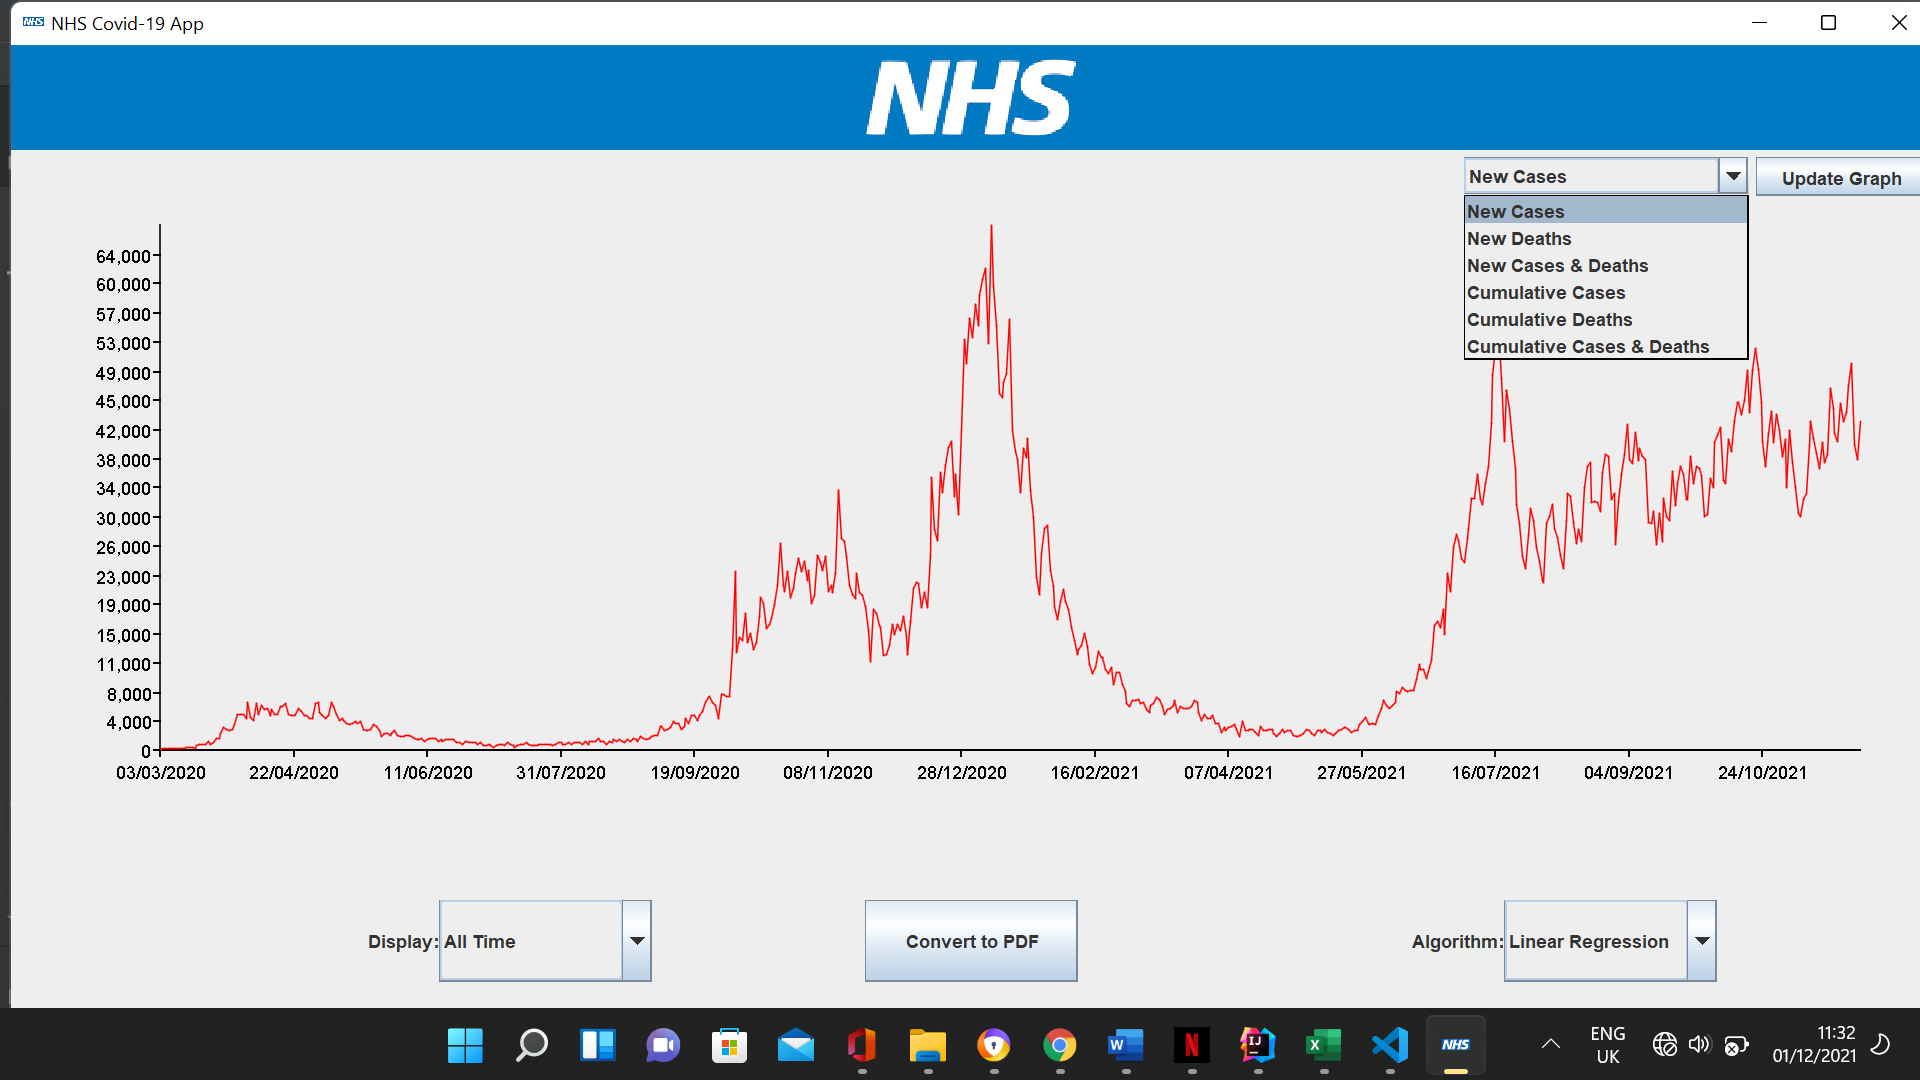 NHS NHS Covid-19 App
NHS
New Cases
Update Graph
New Cases
New Deaths
New Cases & Deaths
Cumulative Cases
Cumulative Deaths
Cumulative Cases & Deaths
64,000
60,000
57,000
53,000
49,000
45,000
42,000
38,000
34,000
30,000
26,000
23,000
19,000
15,000
11,000
8,000
4,000
0
03/03/2020 22/04/2020 11/06/2020 31/07/2020 19/09/2020 08/11/2020 28/12/2020 16/02/2021 07/04/2021 27/05/2021 16/07/2021 04/09/2021 24/10/2021
Display: All Time
Convert to PDF
Algorithm: Linear Regression
W N IJ X NHS
ENG
UK
11:32
01/12/2021